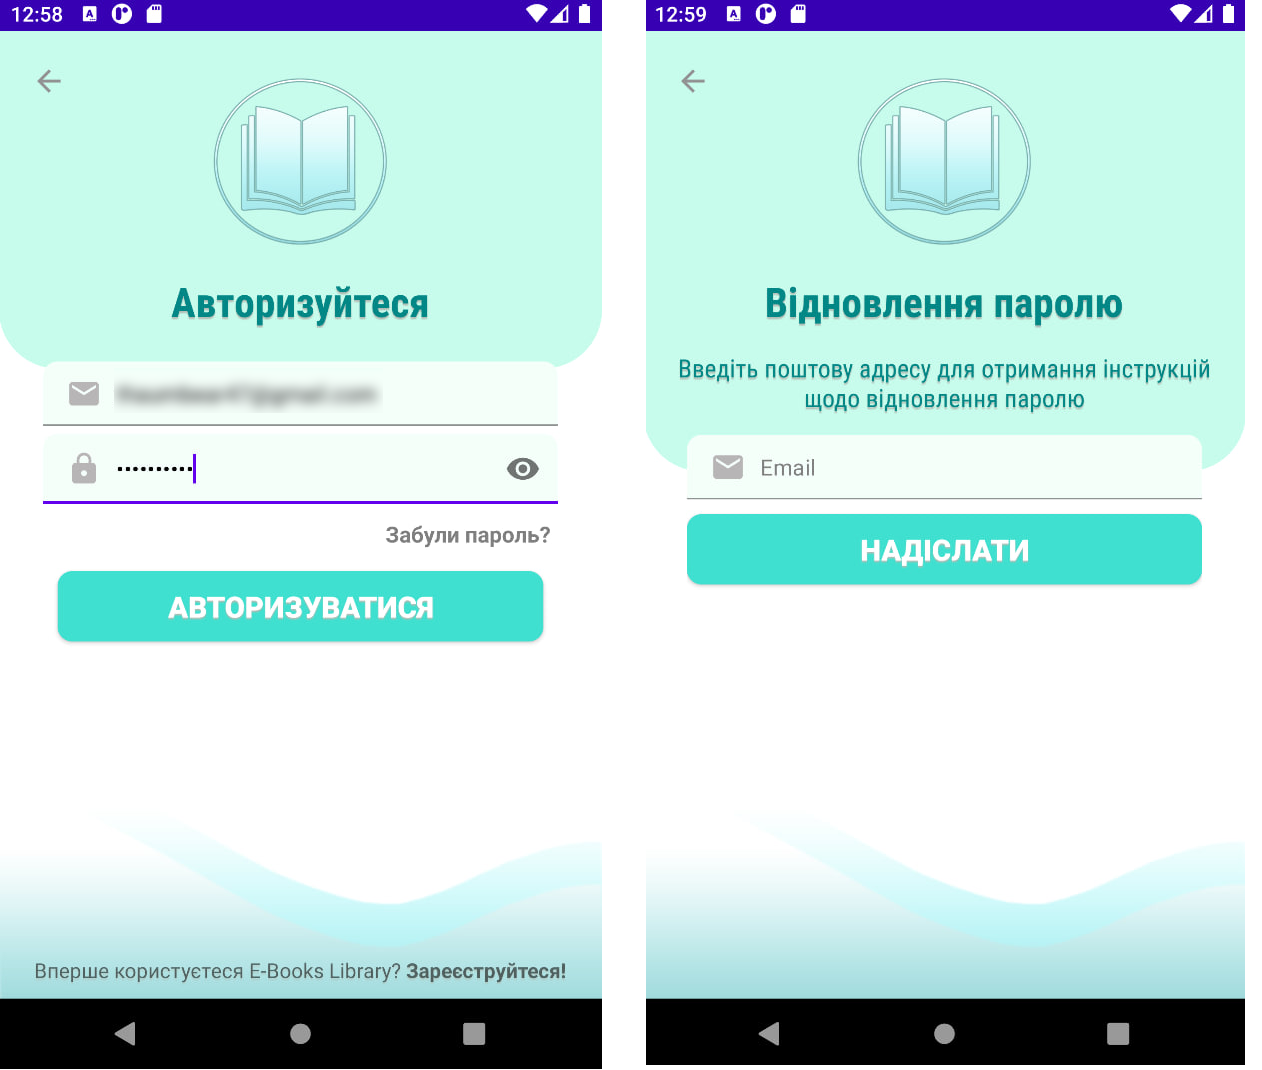 12:58
Авторизуйтеся
Забули пароль?
АВТОРИЗУВАТИСЯ
Вперше користуєтеся E-Books Library? Зареєструйтеся!
12:59
Відновлення паролю
Введіть поштову адресу для отримання інструкцій
щодо відновлення паролю
Email
НАДІСЛАТИ